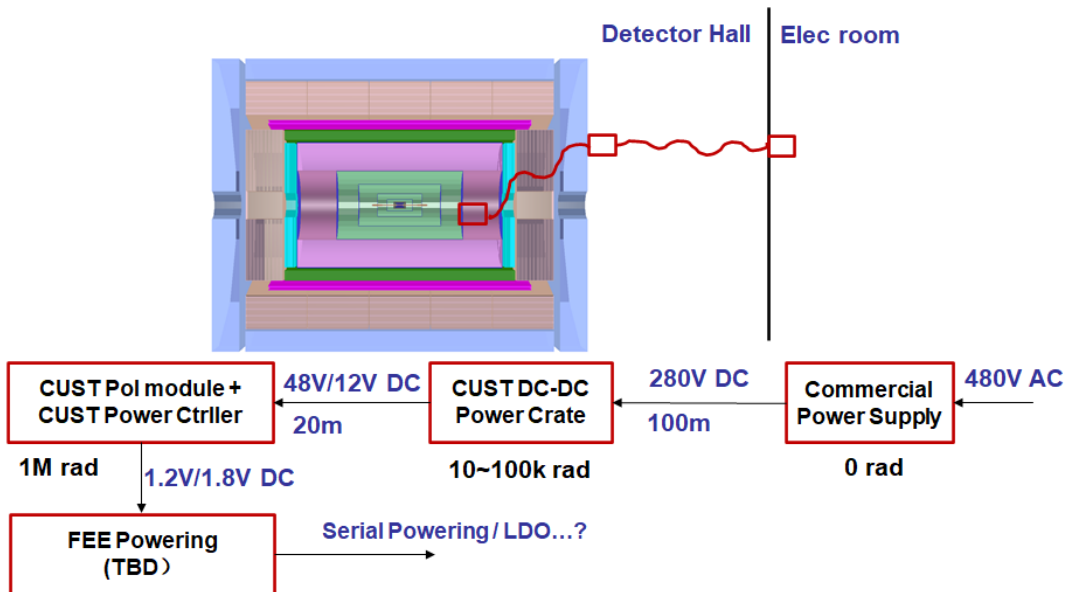 Detector Hall
Elec room
CUST Pol module +
CUST Power Ctrller
48V/12V DC
20m
CUST DC-DC
Power Crate
280V DC
100m
Commercial
Power Supply
480V AC
1M rad
10~100k rad
0 rad
1.2V/1.8V DC
FEE Powering
(TBD）
Serial Powering / LDO...?